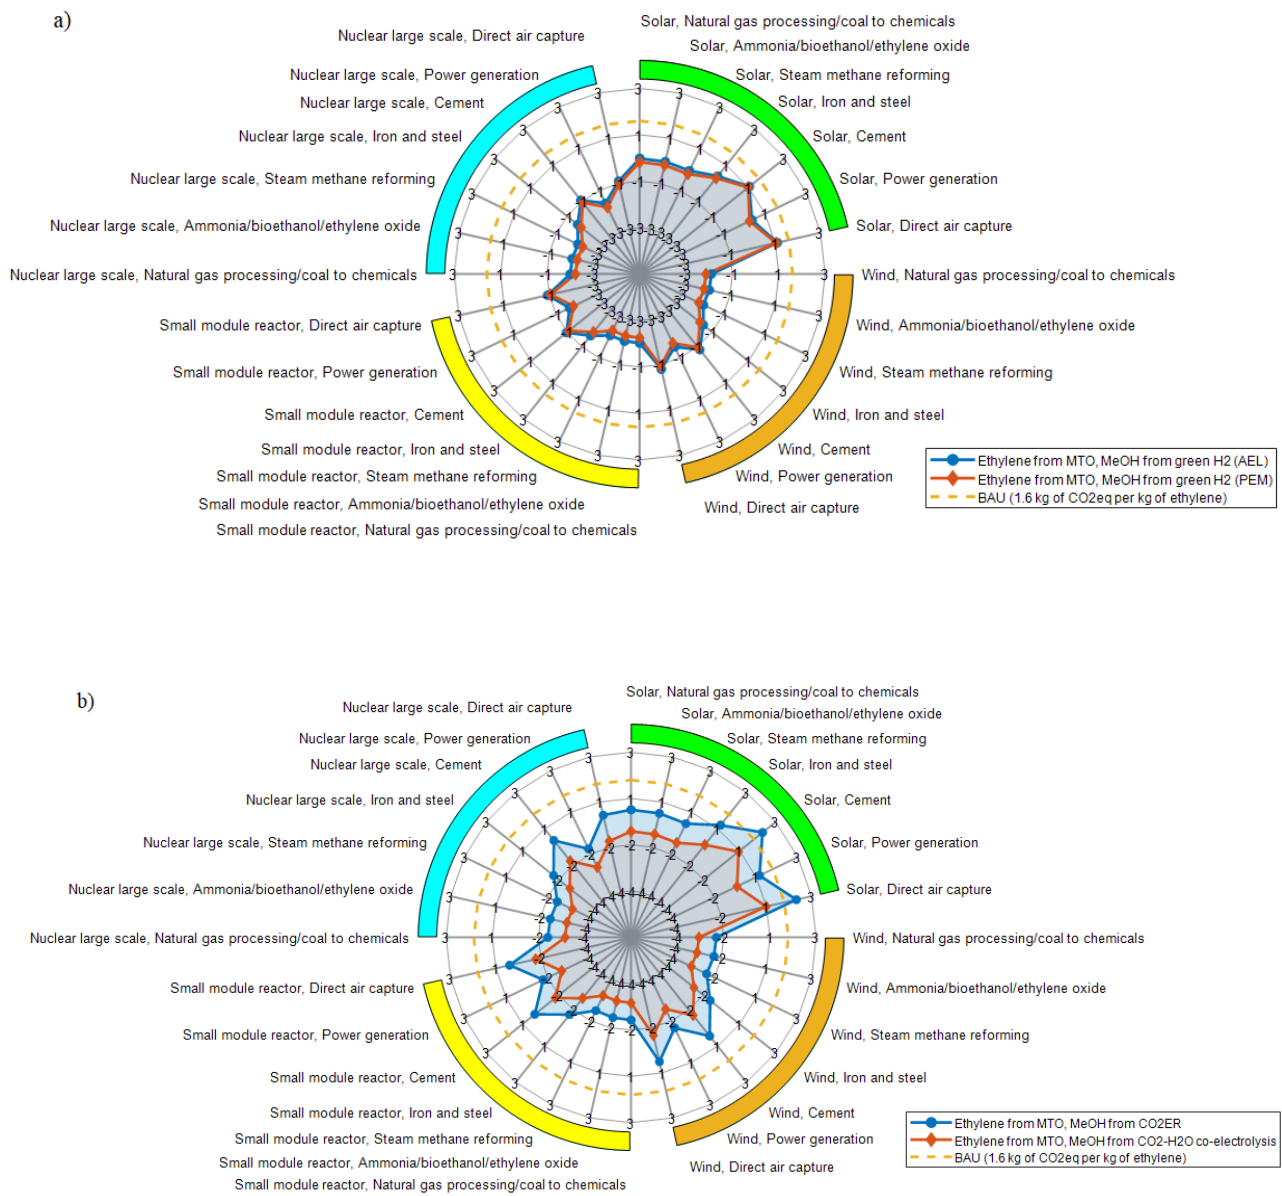 a)
Solar, Natural gas processing/coal to chemicals
Nuclear large scale, Direct air capture
Solar, Ammonia/bioethanol/ethylene oxide
Nuclear large scale, Power generation
Solar, Steam methane reforming
Nuclear large scale, Cement
Solar, Iron and steel
Nuclear large scale, Iron and steel
Solar, Cement
Nuclear large scale, Steam methane reforming
Solar, Power generation
Nuclear large scale, Ammonia/bioethanol/ethylene oxide
Solar, Direct air capture
Nuclear large scale, Natural gas processing/coal to chemicals
Wind, Natural gas processing/coal to chemicals
3
1
-1
-3
Small module reactor, Direct air capture
Wind, Ammonia/bioethanol/ethylene oxide
Small module reactor, Power generation
Wind, Steam methane reforming
Small module reactor, Cement
Wind, Iron and steel
Small module reactor, Iron and steel
Wind, Cement
Small module reactor, Steam methane reforming
Wind, Power generation
Small module reactor, Ammonia/bioethanol/ethylene oxide
Wind, Direct air capture
Small module reactor, Natural gas processing/coal to chemicals
Ethylene from MTO, MeOH from green H2 (AEL)
Ethylene from MTO, MeOH from green H2 (PEM)
BAU (1.6 kg of CO2eq per kg of ethylene)
b)
Solar, Natural gas processing/coal to chemicals
Nuclear large scale, Direct air capture
Solar, Ammonia/bioethanol/ethylene oxide
Nuclear large scale, Power generation
Solar, Steam methane reforming
Nuclear large scale, Cement
Solar, Iron and steel
Nuclear large scale, Iron and steel
Solar, Cement
Nuclear large scale, Steam methane reforming
Solar, Power generation
Nuclear large scale, Ammonia/bioethanol/ethylene oxide
Solar, Direct air capture
Nuclear large scale, Natural gas processing/coal to chemicals
Wind, Natural gas processing/coal to chemicals
3
1
-2
-4
Small module reactor, Direct air capture
Wind, Ammonia/bioethanol/ethylene oxide
Small module reactor, Power generation
Wind, Steam methane reforming
Small module reactor, Cement
Wind, Iron and steel
Small module reactor, Iron and steel
Wind, Cement
Small module reactor, Steam methane reforming
Wind, Power generation
Small module reactor, Ammonia/bioethanol/ethylene oxide
Wind, Direct air capture
Small module reactor, Natural gas processing/coal to chemicals
Ethylene from MTO, MeOH from CO2ER
Ethylene from MTO, MeOH from CO2-H2O co-electrolysis
BAU (1.6 kg of CO2eq per kg of ethylene)